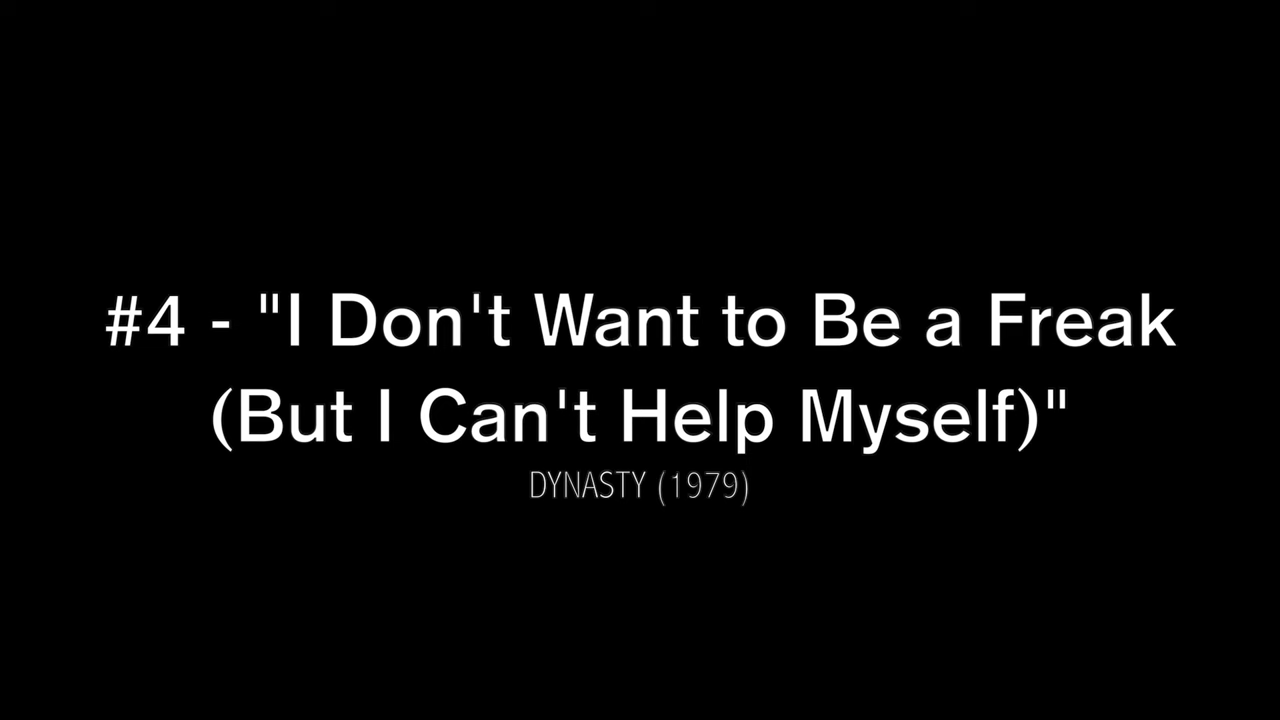 #4 - "I Don't Want to Be a Freak
(But I Can't Help Myself)"
DYNASTY (1979)